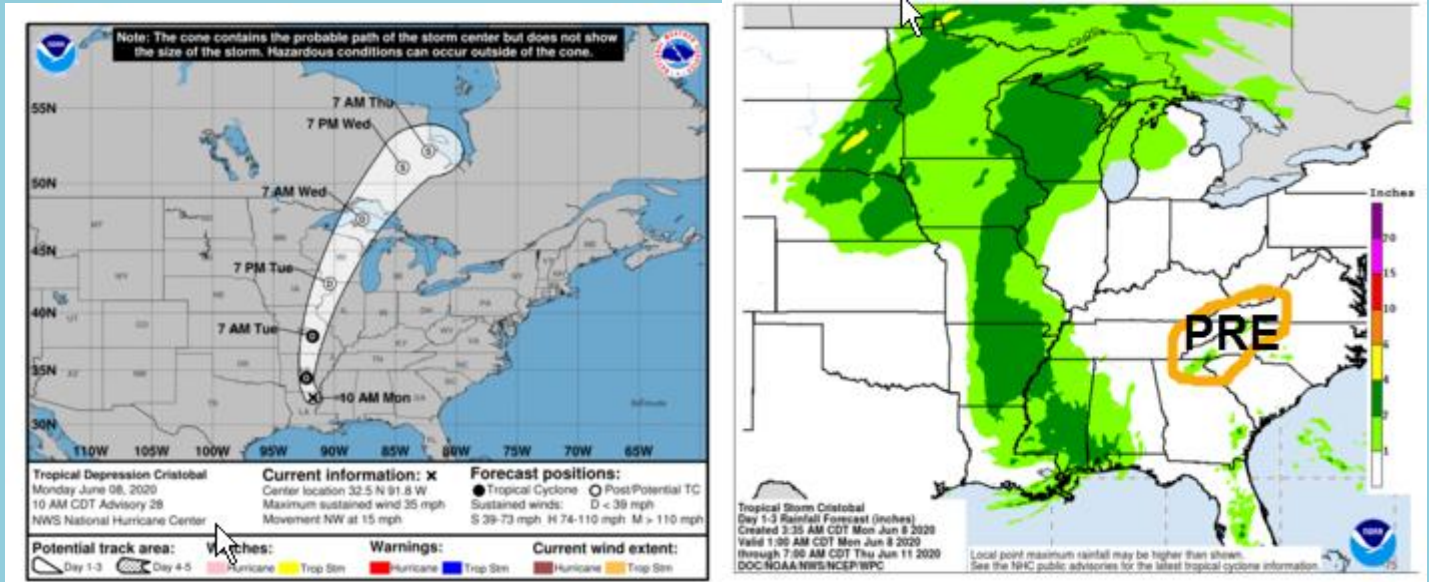 Note: The cone contains the probable path of the storm center but does not show
the size of the storm. Hazardous conditions can occur outside of the cone.
55N
7 AM Thu
7 PM Wed
50N
7 AM Wed
45N
7 PM Tue
40N
7 AM Tue
35N
10 AM Mon
30N
110W 105W 100W 95W 90W 85W 80W 75W 70W 65W
Tropical Depression Cristobal
Monday June 08, 2020
10 AM CDT Advisory 28
NWS National Hurricane Center
Current information: x
Center location 32.5 N 91.8 W
Maximum sustained wind 35 mph
Movement NW at 15 mph
Forecast positions:
Tropical Cyclone Post/Potential TC
Sustained winds: D < 39 mph
S 39-73 mph H 74-110 mph M > 110 mph
Potential track area:
Day 1-3 Day 4-5
Hurricane Trop Stm
Warnings:
Hurricane Trop Stm
Current wind extent:
Hurricane Trop Stm
PRE
Inches
20
15
10
6
4
2
1
Tropical Storm Cristobal
Day 1-3 Rainfall Forecast (inches)
Created 3:35 AM CDT Mon Jun 8 2020
Valid 1:00 AM CDT Mon Jun 8 2020
through 7:00 AM CDT Thu Jun 11 2020
DOC/NOAA/NWS/NCEP/WPC
Local point maximum rainfall may be higher than shown.
See the NHC public advisories for the latest tropical cyclone information.